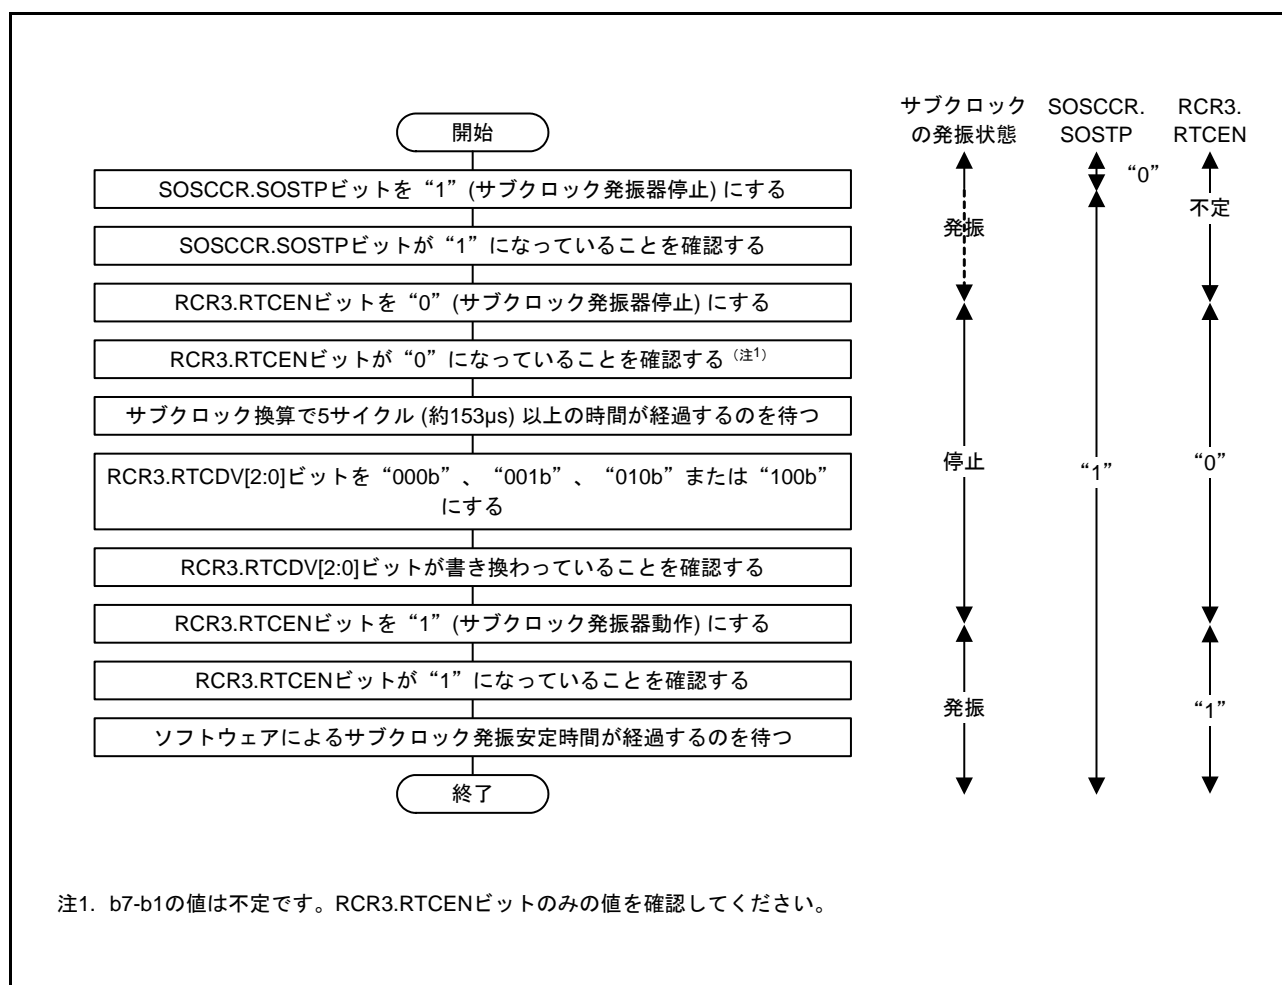 開始
SOSCCR.SOSTPビットを“1”(サブクロック発振器停止) にする
SOSCCR.SOSTPビットが“1”になっていることを確認する
RCR3.RTCENビットを“0”(サブクロック発振器停止) にする
RCR3.RTCENビットが“0”になっていることを確認する（注1）
サブクロック換算で5サイクル (約153μs) 以上の時間が経過するのを待つ
RCR3.RTCDV[2:0]ビットを“000b”、“001b”、“010b”または“100b”
にする
RCR3.RTCDV[2:0]ビットが書き換わっていることを確認する
RCR3.RTCENビットを“1”(サブクロック発振器動作) にする
RCR3.RTCENビットが“1”になっていることを確認する
ソフトウェアによるサブクロック発振安定時間が経過するのを待つ
終了
サブクロック
の発振状態
発振
停止
発振
SOSCCR.
SOSTP
“0”
“1”
RCR3.
RTCEN
不定
“0”
“1”
注1. b7-b1の値は不定です。RCR3.RTCENビットのみの値を確認してください。